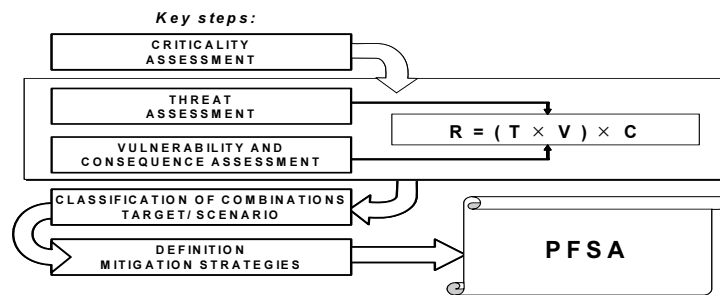 Key steps:
CRITICALITY
ASSESSMENT
THREAT
ASSESSMENT
R = ( T × V ) × C
VULNERABILITY AND
CONSEQUENCE ASSESSMENT
CLASSIFICATION OF COMBINATIONS
TARGET/ SCENARIO
DEFINITION
MITIGATION STRATEGIES
PFSA